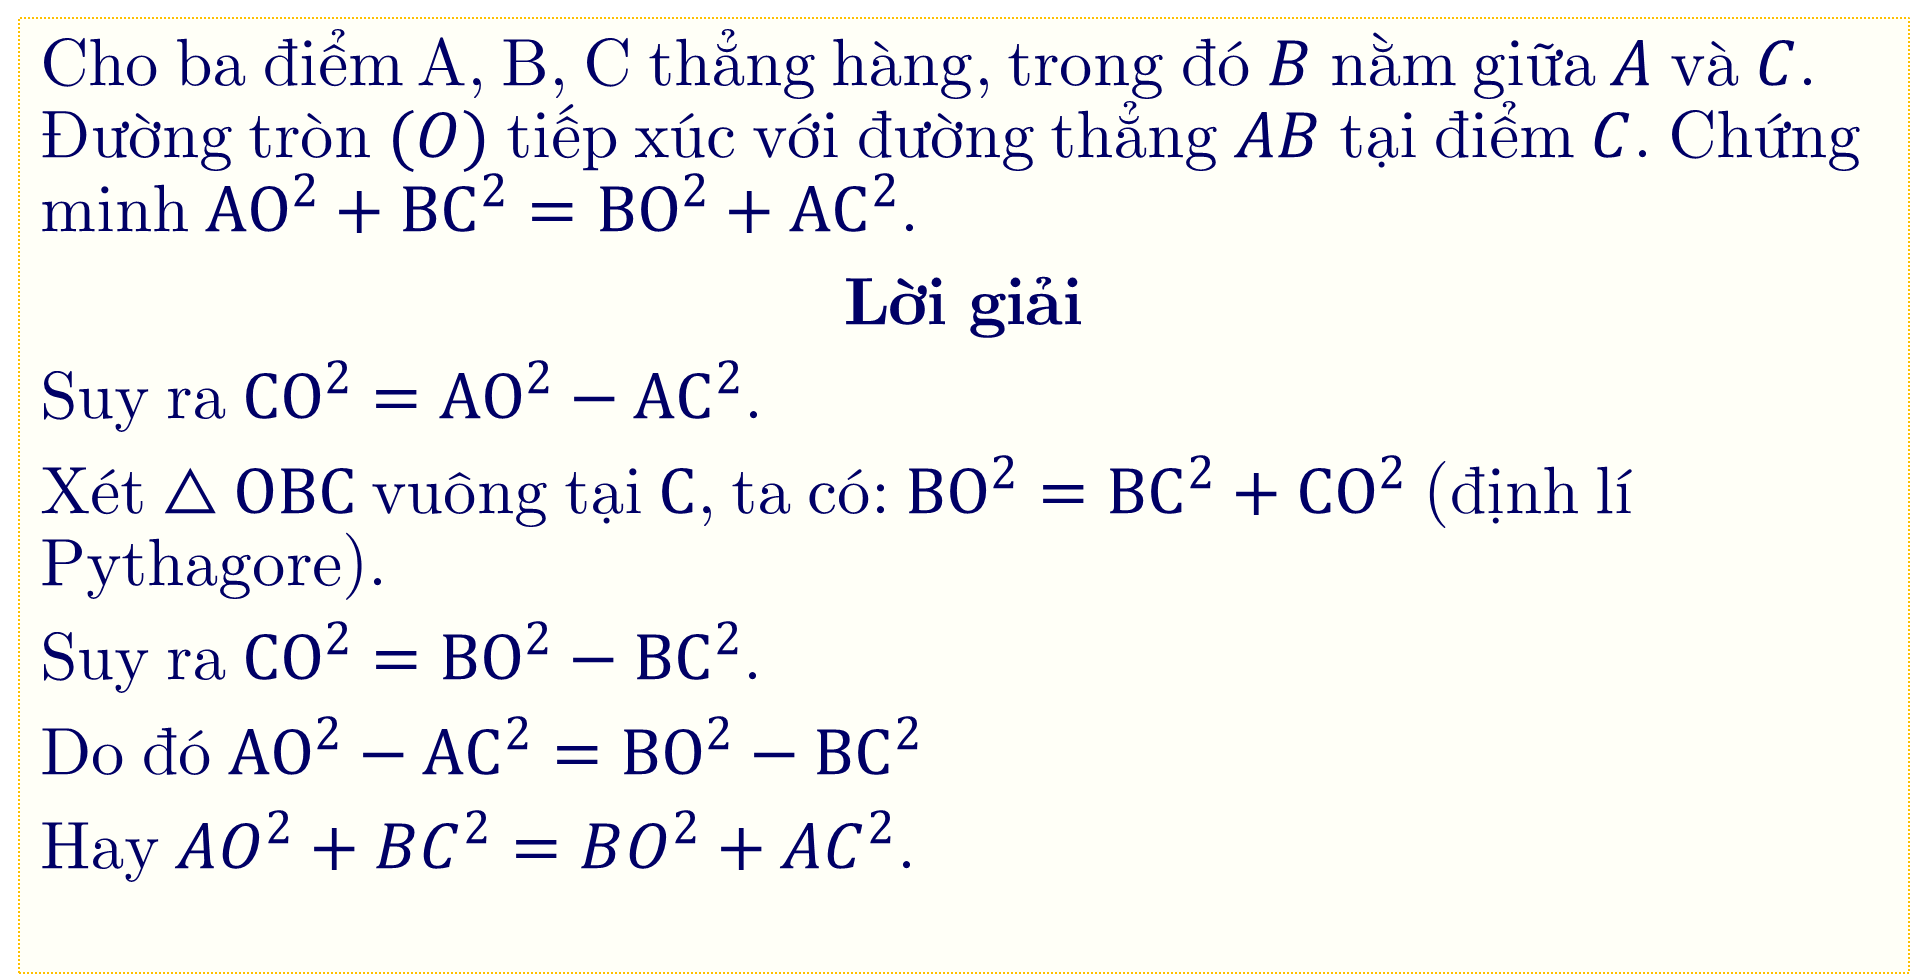 Cho ba điểm A, B, C thẳng hàng, trong đó B nằm giữa A và C.
Đường tròn (O) tiếp xúc với đường thẳng AB tại điểm C. Chứng
minh AO² + BC² = BO² + AC².
Lời giải
Suy ra CO² = AO² − AC².
Xét △ OBC vuông tại C, ta có: BO² = BC² + CO² (định lí
Pythagore).
Suy ra CO² = BO² − BC².
Do đó AO² − AC² = BO² − BC²
Hay AO² + BC² = BO² + AC².